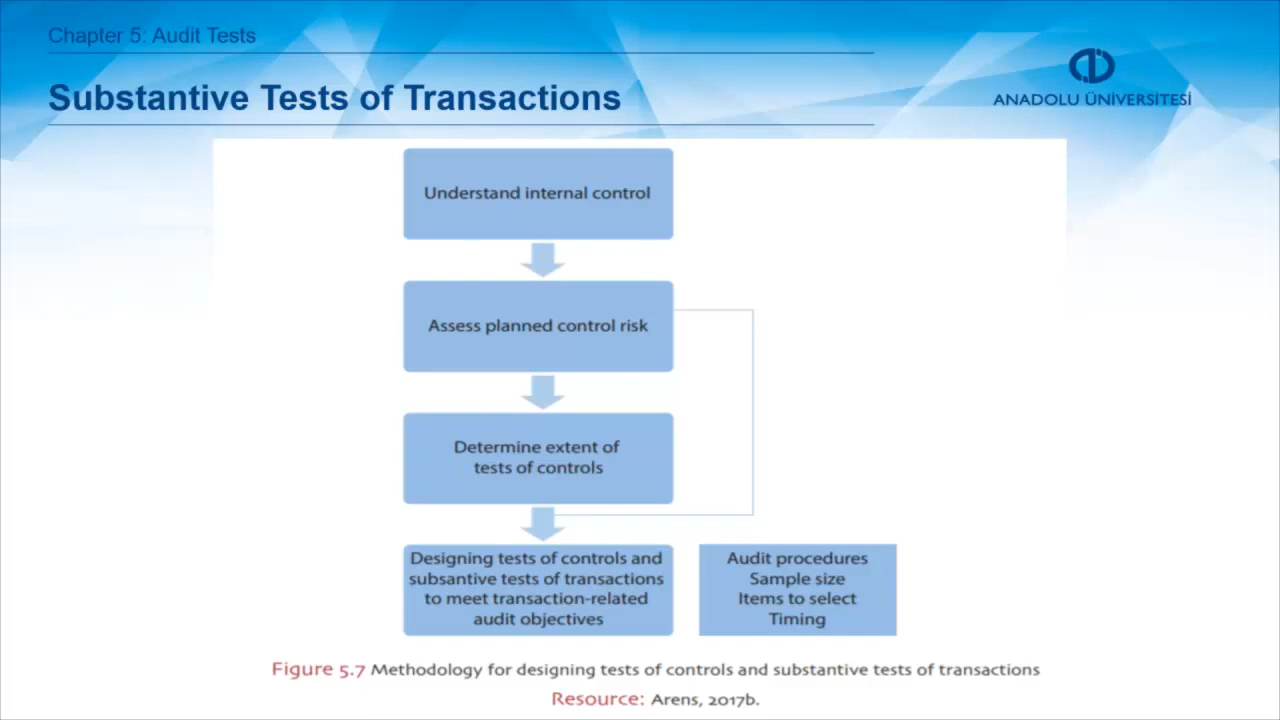 Chapter 5: Audit Tests
Substantive Tests of Transactions
ANADOLU ÜNİVERSİTESİ
Understand internal control
Assess planned control risk
Determine extent of
tests of controls
Designing tests of controls and
subsantive tests of transactions
to meet transaction-related
audit objectives
Audit procedures
Sample size
Items to select
Timing
Figure 5.7 Methodology for designing tests of controls and substantive tests of transactions
Resource: Arens, 2017b.